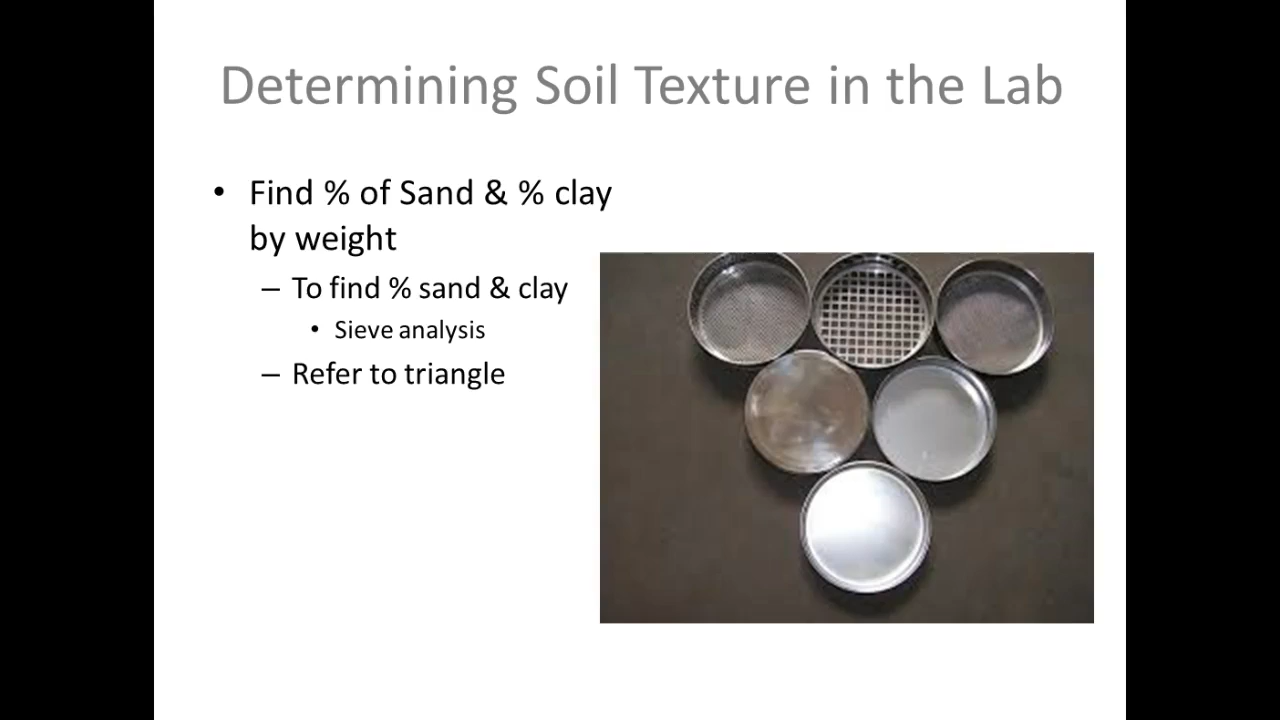 Determining Soil Texture in the Lab
• Find % of Sand & % clay
by weight
– To find % sand & clay
• Sieve analysis
– Refer to triangle